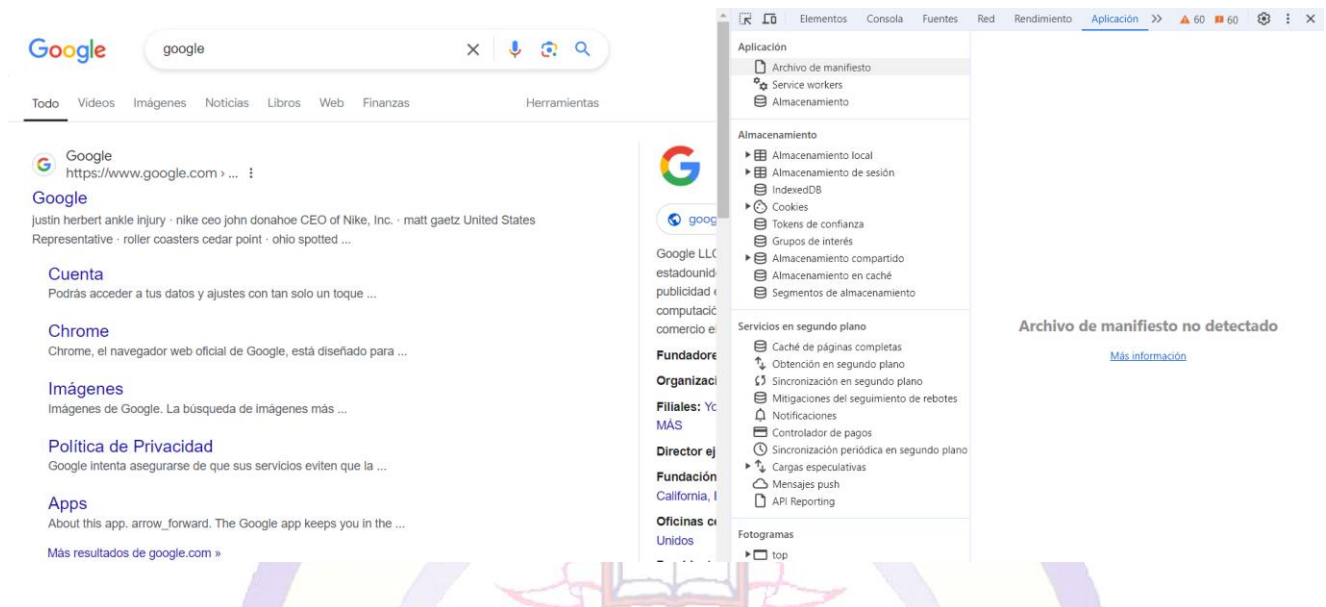 Google
google
Todo Videos Imágenes Noticias Libros Web Finanzas Herramientas
Google
https://www.google.com › ...
Google
justin herbert ankle injury · nike ceo john donahoe CEO of Nike, Inc. · matt gaetz United States
Representative · roller coasters cedar point · ohio spotted ...
Cuenta
Podrás acceder a tus datos y ajustes con tan solo un toque ...
Chrome
Chrome, el navegador web oficial de Google, está diseñado para ...
Imágenes
Imágenes de Google. La búsqueda de imágenes más ...
Política de Privacidad
Google intenta asegurarse de que sus servicios eviten que la ...
Apps
About this app. arrow_forward. The Google app keeps you in the ...
Más resultados de google.com »
G
goog
Google LLC
estadounid
publicidad e
computació
comercio el
Fundadore
Organizaci
Filiales: Yo
MÁS
Director ej
Fundación
California,
Oficinas ce
Unidos
Elementos Consola Fuentes Red Rendimiento Aplicación 60 60
Aplicación
Archivo de manifiesto
Service workers
Almacenamiento
Almacenamiento
Almacenamiento local
Almacenamiento de sesión
IndexedDB
Cookies
Tokens de confianza
Grupos de interés
Almacenamiento compartido
Almacenamiento en caché
Segmentos de almacenamiento
Servicios en segundo plano
Caché de páginas completas
Obtención en segundo plano
Sincronización en segundo plano
Mitigaciones del seguimiento de rebotes
Notificaciones
Controlador de pagos
Sincronización periódica en segundo plano
Cargas especulativas
Mensajes push
API Reporting
Fotogramas
top
Archivo de manifiesto no detectado
Más información